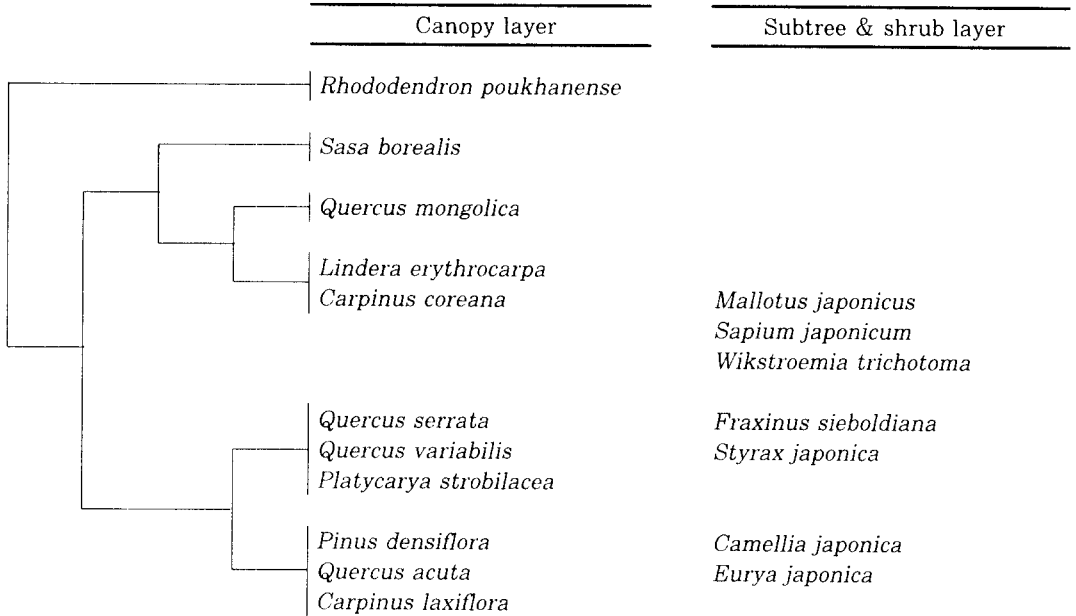 Canopy layer
Subtree & shrub layer
Rhododendron poukhanense
Sasa borealis
Quercus mongolica
Lindera erythrocarpa
Carpinus coreana
Mallotus japonicus
Sapium japonicum
Wikstroemia trichotoma
Quercus serrata
Fraxinus sieboldiana
Quercus variabilis
Styrax japonica
Platycarya strobilacea
Pinus densiflora
Camellia japonica
Quercus acuta
Eurya japonica
Carpinus laxiflora